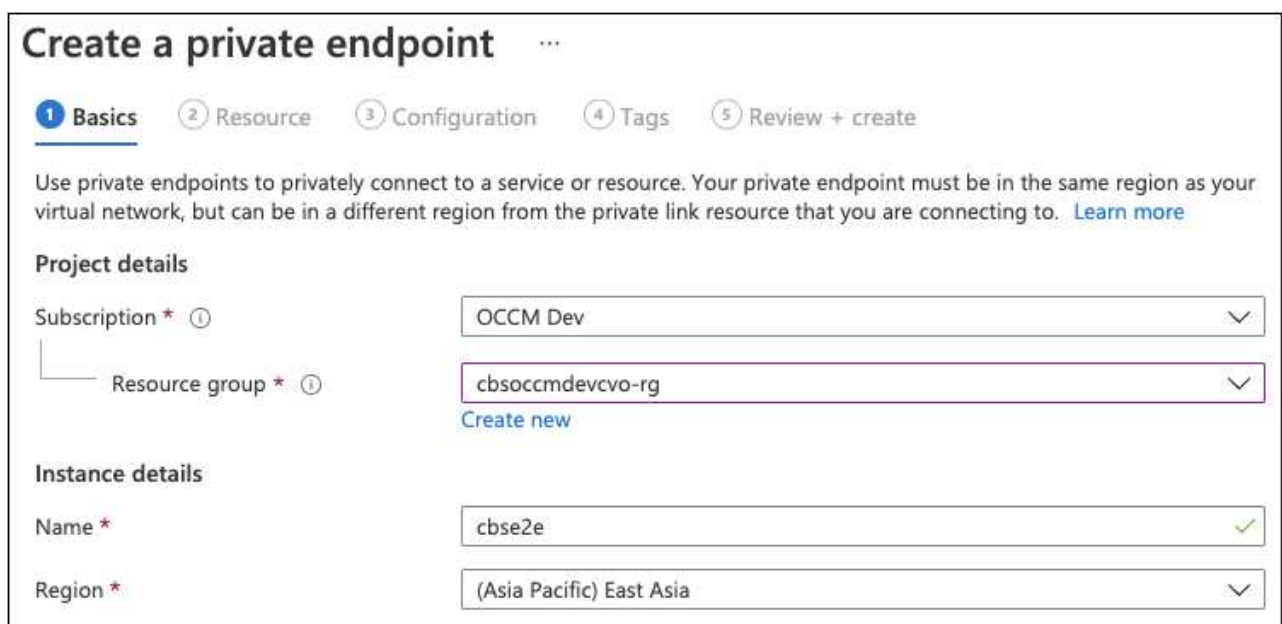 Create a private endpoint ...
1 Basics 2 Resource 3 Configuration 4 Tags 5 Review + create
Use private endpoints to privately connect to a service or resource. Your private endpoint must be in the same region as your
virtual network, but can be in a different region from the private link resource that you are connecting to. Learn more
Project details
Subscription * OCCM Dev
Resource group * cbsoccmdevcvo-rg
Create new
Instance details
Name * cbse2e
Region * (Asia Pacific) East Asia